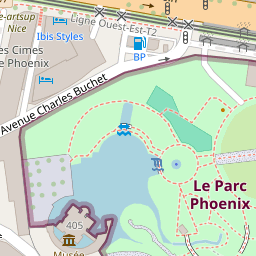 e-artsup
Nice
Ibis Styles
Ligne Ouest-Est-T2
BP
es Cimes
e Phoenix
Avenue Charles Buchet
Le Parc
Phoenix
405
Musée